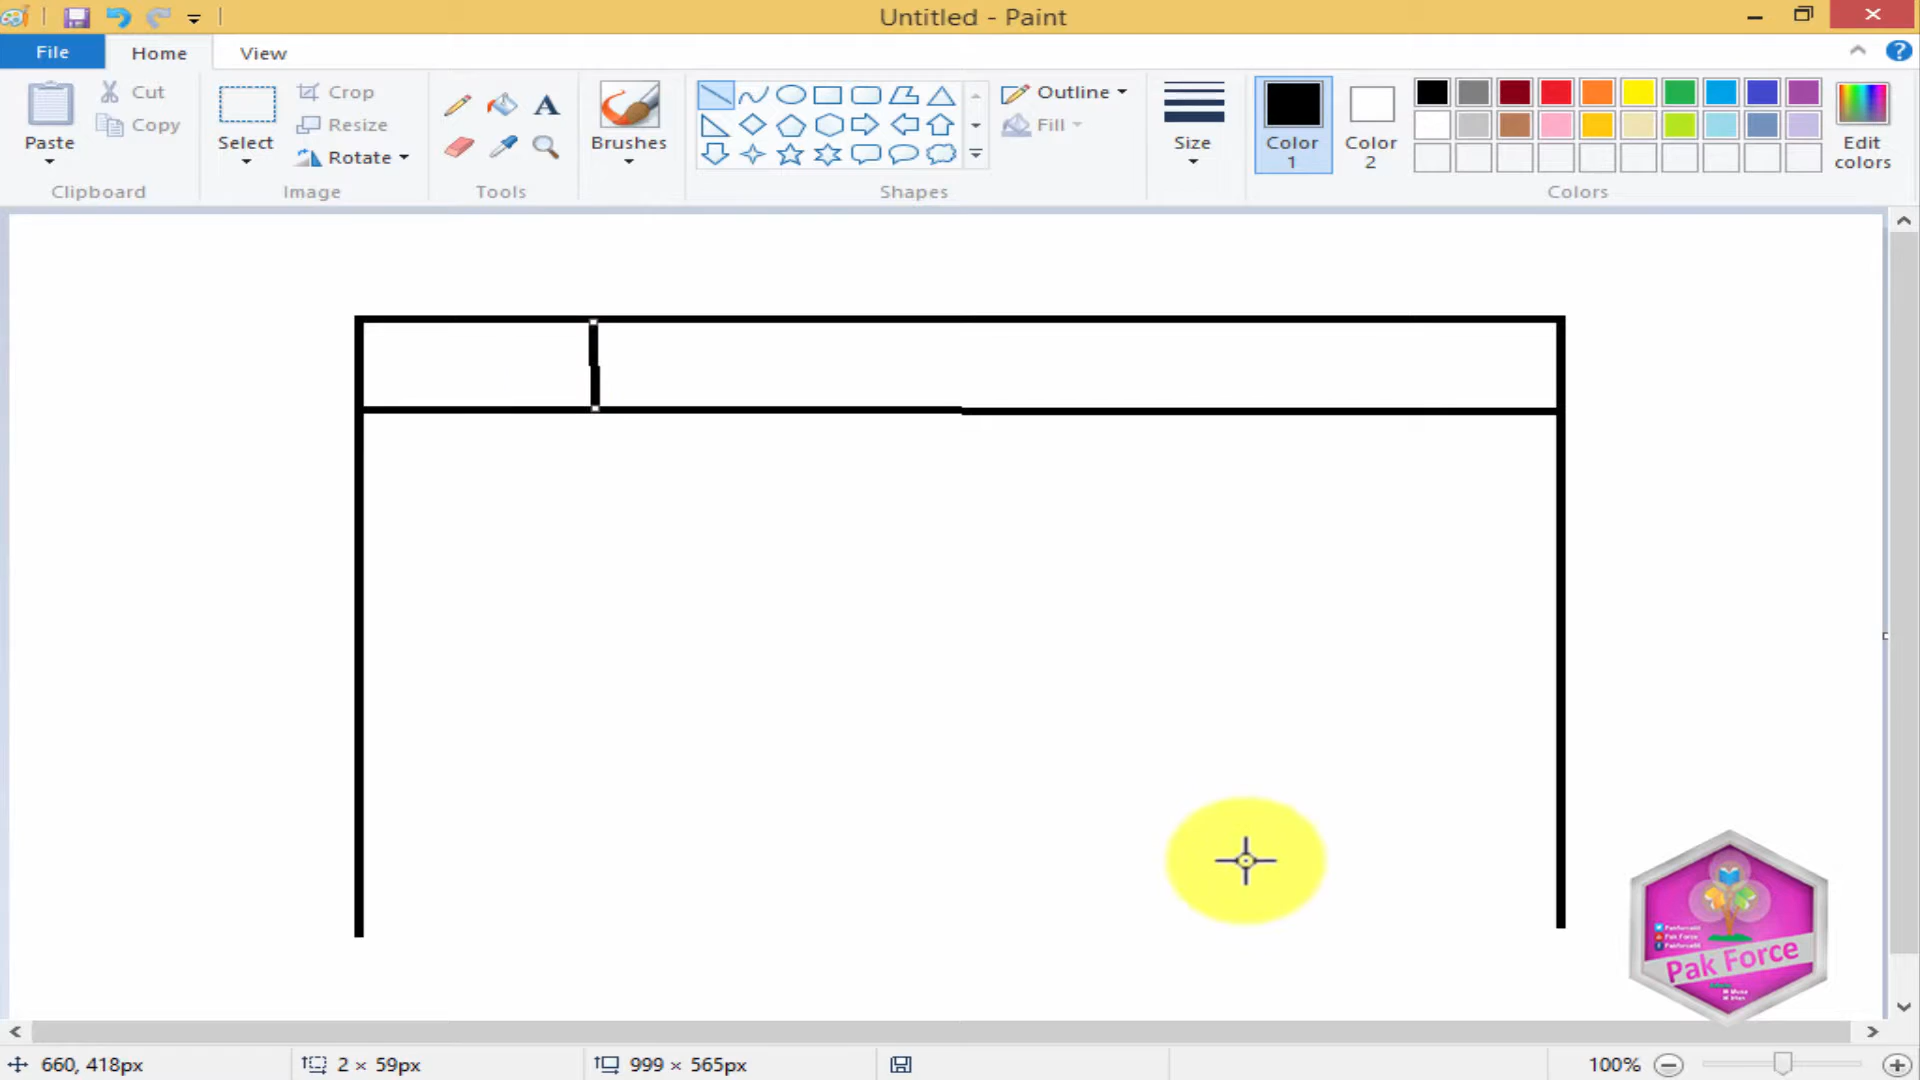 Untitled - Paint
File Home View
Paste
Cut
Copy
Clipboard
Select
Crop
Resize
Rotate
Image
Tools
Brushes
Shapes
Outline
Fill
Size
Color 1
Color 2
Edit colors
Colors
Pak Force
660, 418px
2 × 59px
999 × 565px
100%